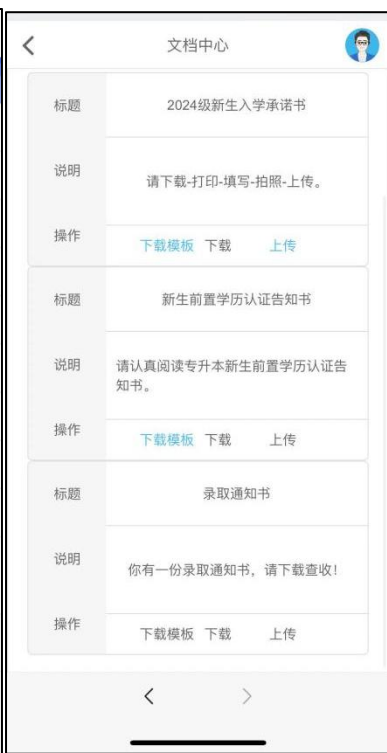 文档中心
标题 2024级新生入学承诺书
说明 请下载-打印-填写-拍照-上传。
操作 下载模板 下载 上传
标题 新生前置学历认证告知书
说明 请认真阅读专升本新生前置学历认证告
知书。
操作 下载模板 下载 上传
标题 录取通知书
说明 你有一份录取通知书，请下载查收！
操作 下载模板 下载 上传